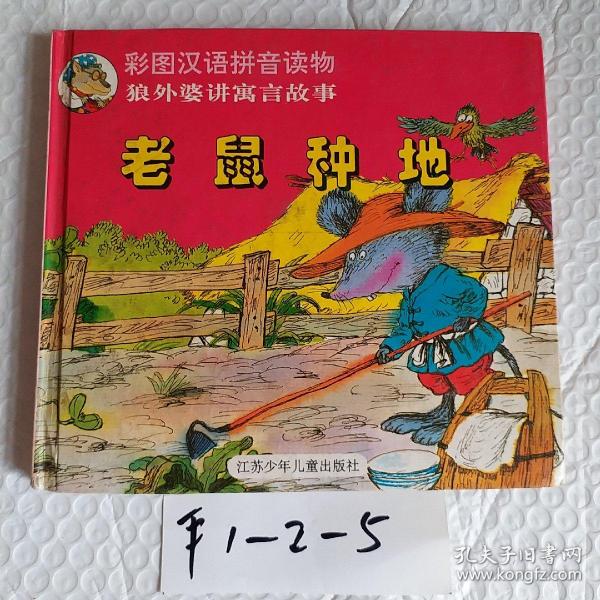 彩图汉语拼音读物
狼外婆讲寓言故事
老鼠种地
江苏少年儿童出版社
1-2-5
孔夫子旧书网
www.kongfz.com